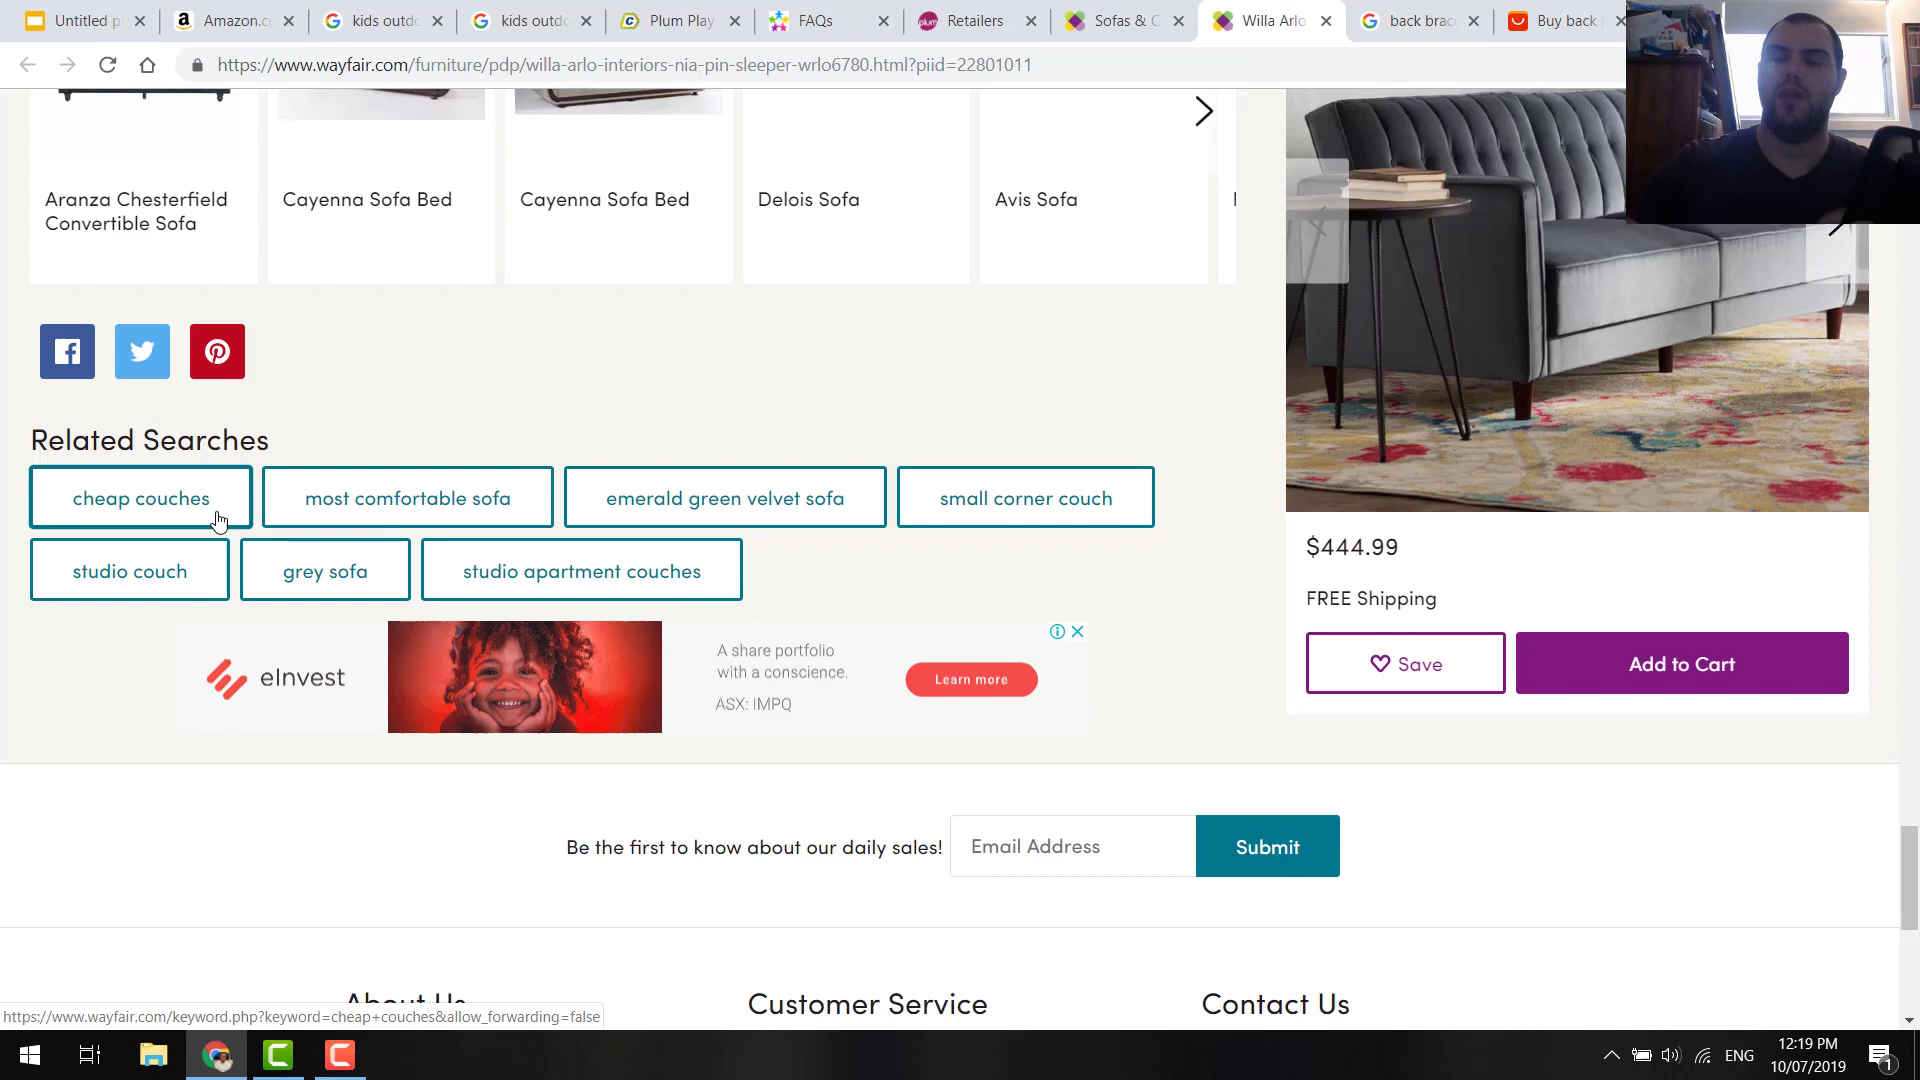 Untitled p
Amazon.c
kids outdo
kids outdo
Plum Play
FAQs
Retailers
Sofas & C
Willa Arlo
back brac
Buy back
https://www.wayfair.com/furniture/pdp/willa-arlo-interiors-nia-pin-sleeper-wrlo6780.html?piid=22801011
Aranza Chesterfield
Convertible Sofa
Cayenna Sofa Bed
Cayenna Sofa Bed
Delois Sofa
Avis Sofa
Related Searches
cheap couches
most comfortable sofa
emerald green velvet sofa
small corner couch
studio couch
grey sofa
studio apartment couches
$444.99
FREE Shipping
Save
Add to Cart
eInvest
A share portfolio
with a conscience.
ASX: IMPQ
Learn more
Be the first to know about our daily sales!
Email Address
Submit
About Us
Customer Service
Contact Us
https://www.wayfair.com/keyword.php?keyword=cheap+couches&allow_forwarding=false
ENG
12:19 PM
10/07/2019
1